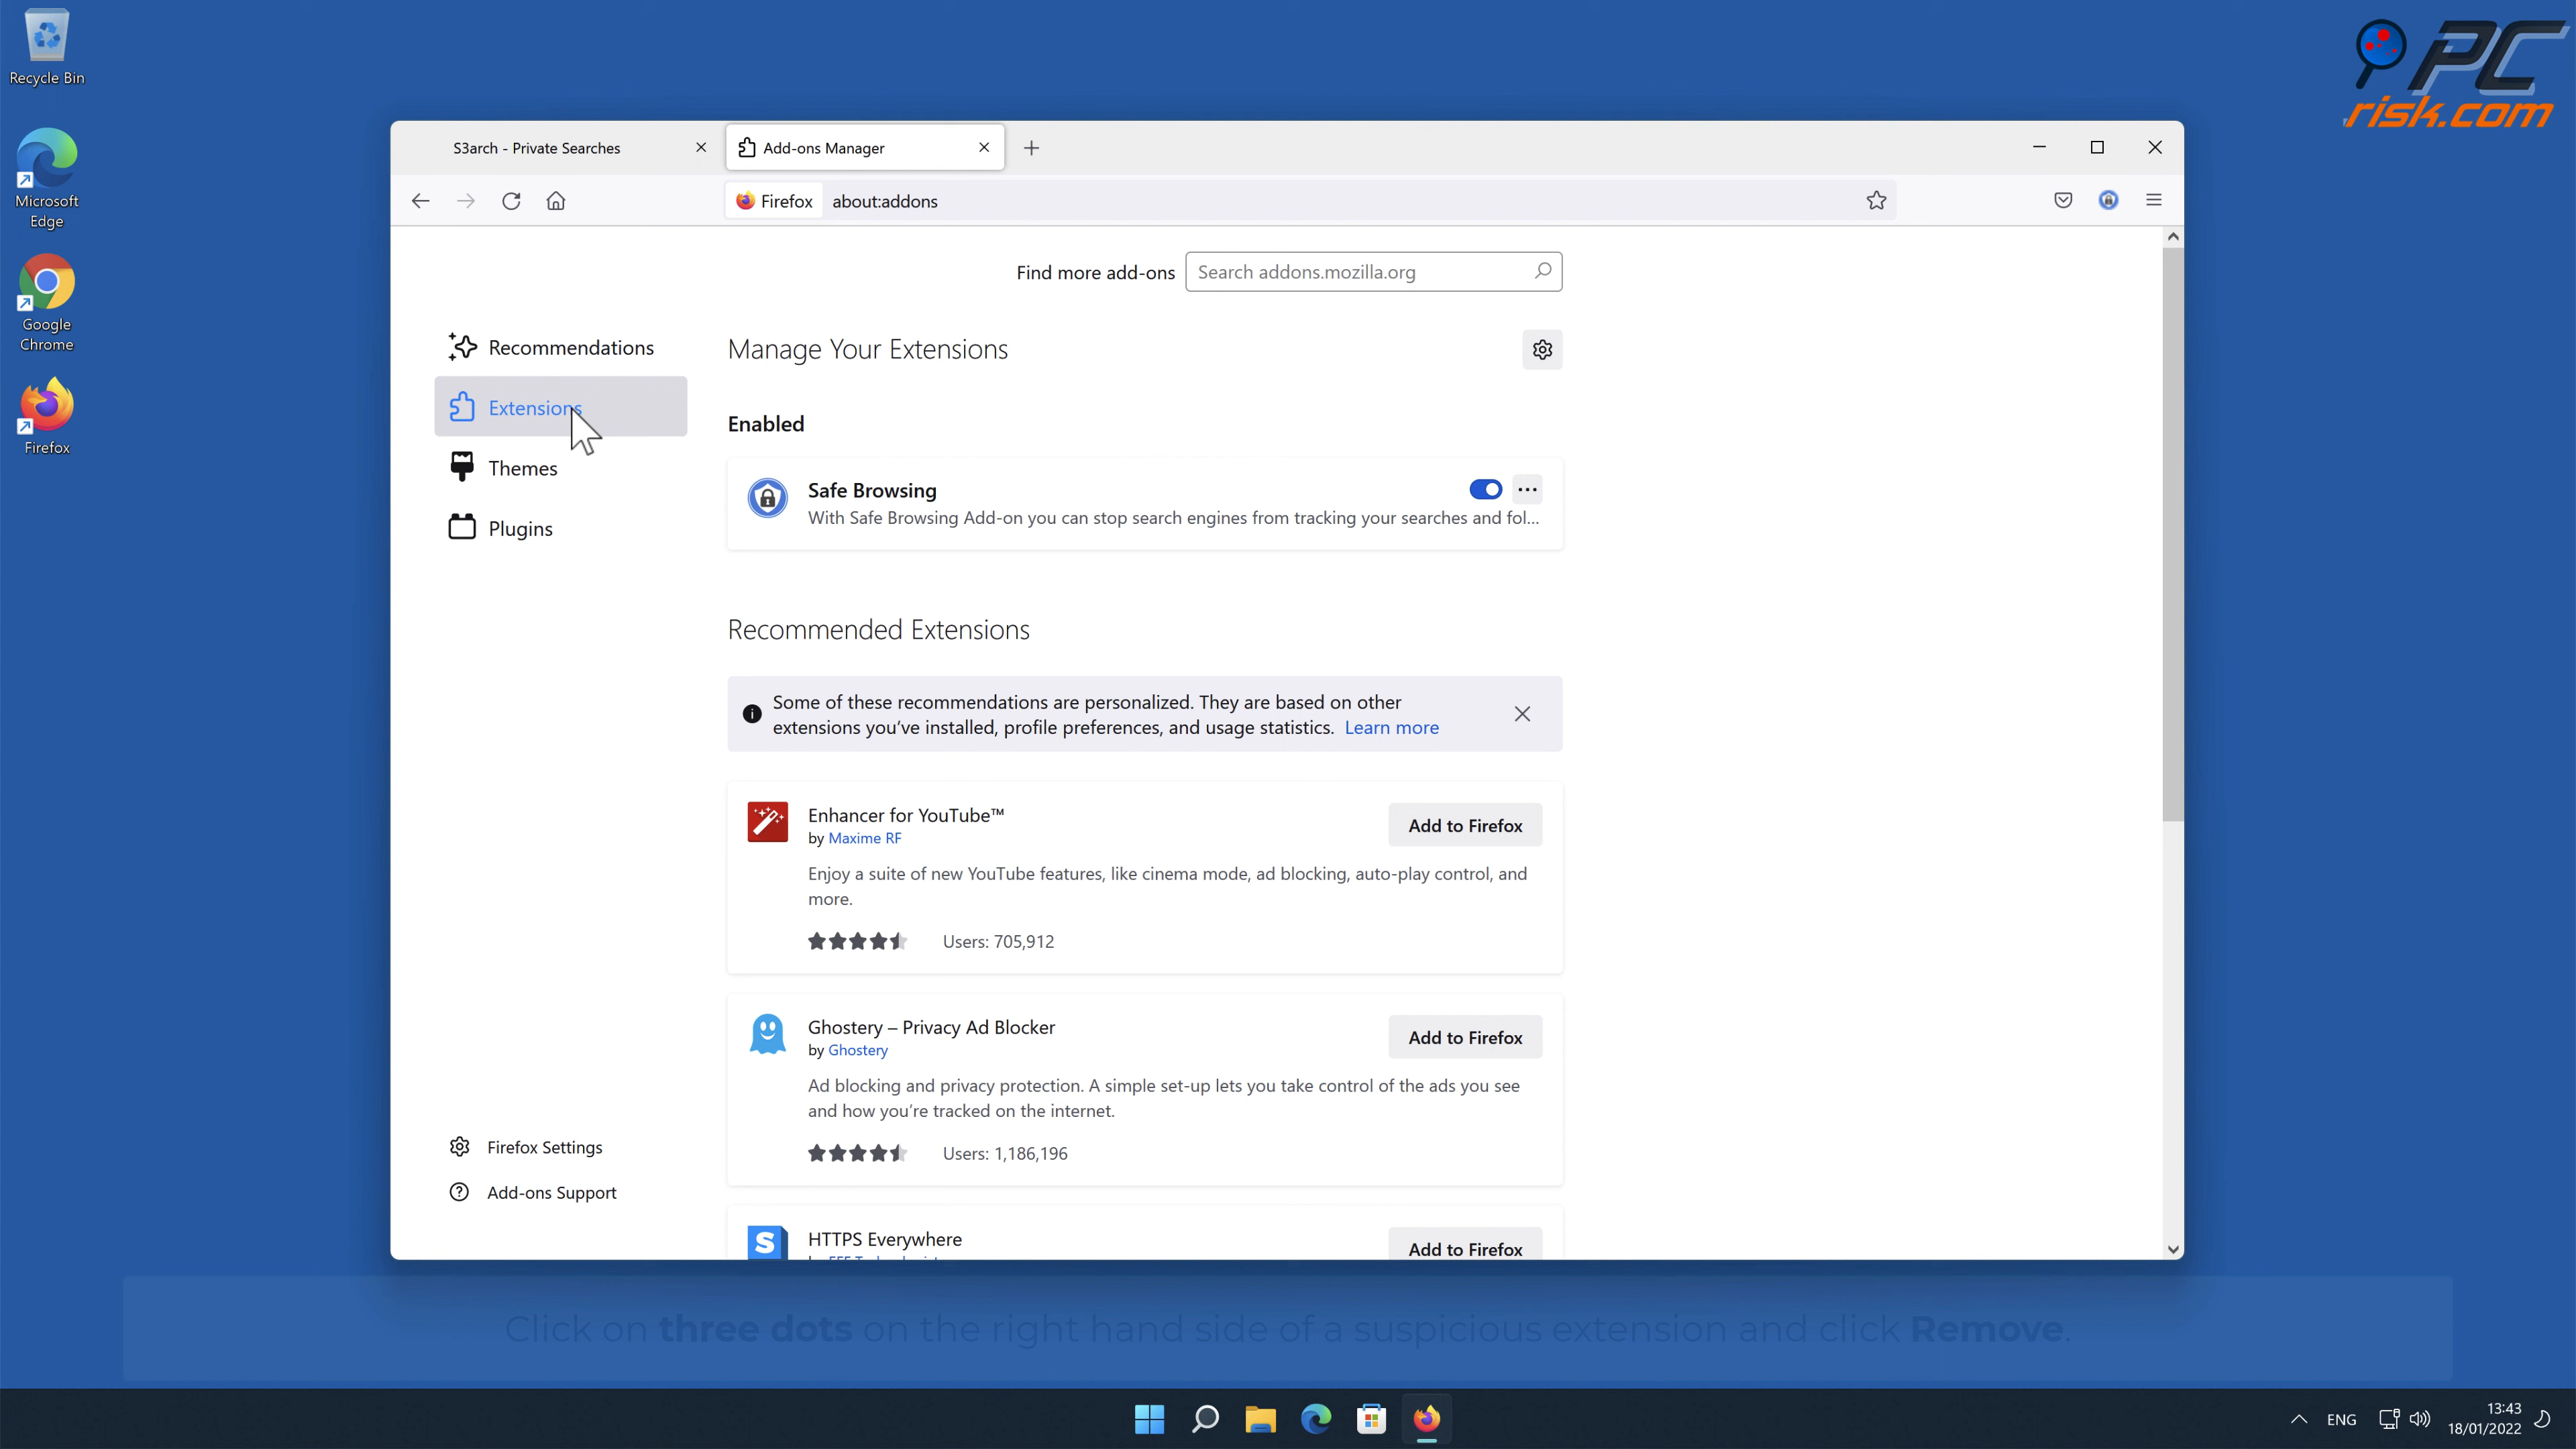 Recycle Bin
Microsoft
Edge
Google
Chrome
Firefox
PC
risk.com
S3arch - Private Searches
Add-ons Manager
Firefox
about:addons
Find more add-ons
Search addons.mozilla.org
Recommendations
Extensions
Themes
Plugins
Firefox Settings
Add-ons Support
Manage Your Extensions
Enabled
Safe Browsing
With Safe Browsing Add-on you can stop search engines from tracking your searches and fol...
Recommended Extensions
Some of these recommendations are personalized. They are based on other
extensions you've installed, profile preferences, and usage statistics. Learn more
Enhancer for YouTube™
by Maxime RF
Add to Firefox
Enjoy a suite of new YouTube features, like cinema mode, ad blocking, auto-play control, and
more.
Users: 705,912
Ghostery – Privacy Ad Blocker
by Ghostery
Add to Firefox
Ad blocking and privacy protection. A simple set-up lets you take control of the ads you see
and how you're tracked on the internet.
Users: 1,186,196
HTTPS Everywhere
Add to Firefox
Click on three dots on the right hand side of a suspicious extension and click Remove.
ENG
13:43
18/01/2022